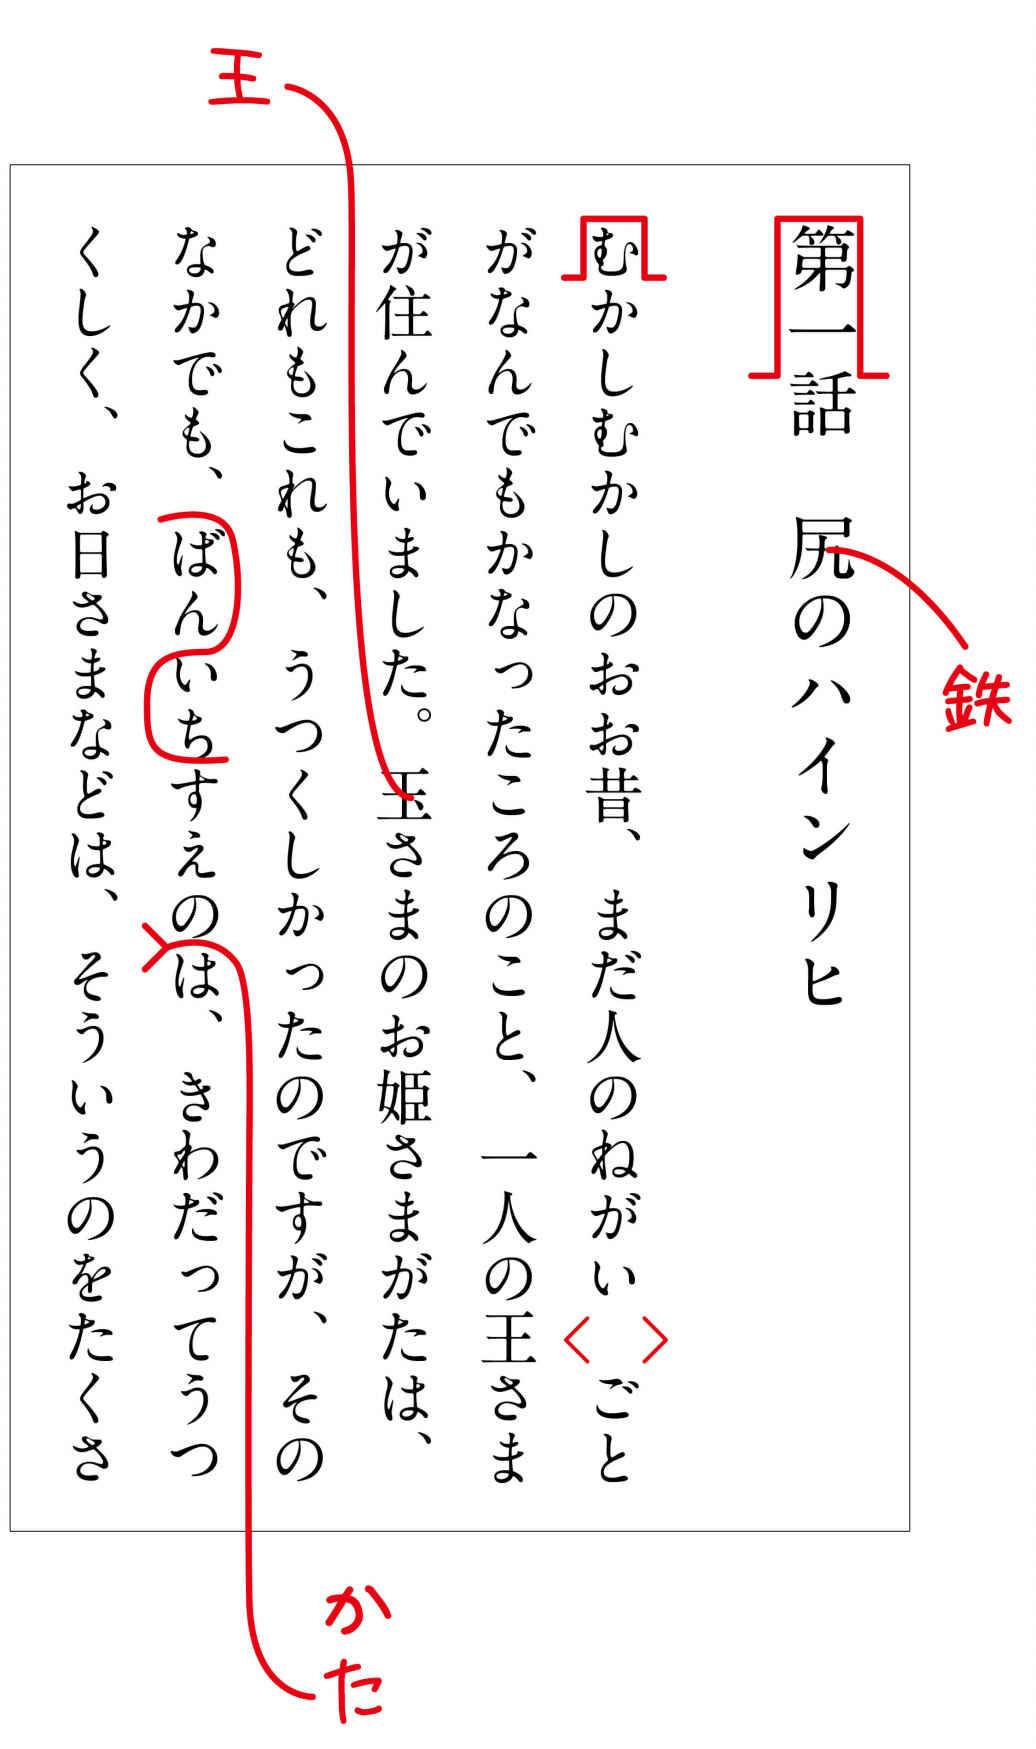 第一話　尻のハインリヒ
むかしむかしのおお昔、まだ人のねがい　ごと
がなんでもかなったころのこと、一人の王さま
が住んでいました。玉さまのお姫さまがたは、
どれもこれも、うつくしかったのですが、その
なかでも、ばんいちすえのは、きわだってうつ
くしく、お日さまなどは、そういうのをたくさ
王
鉄
かた